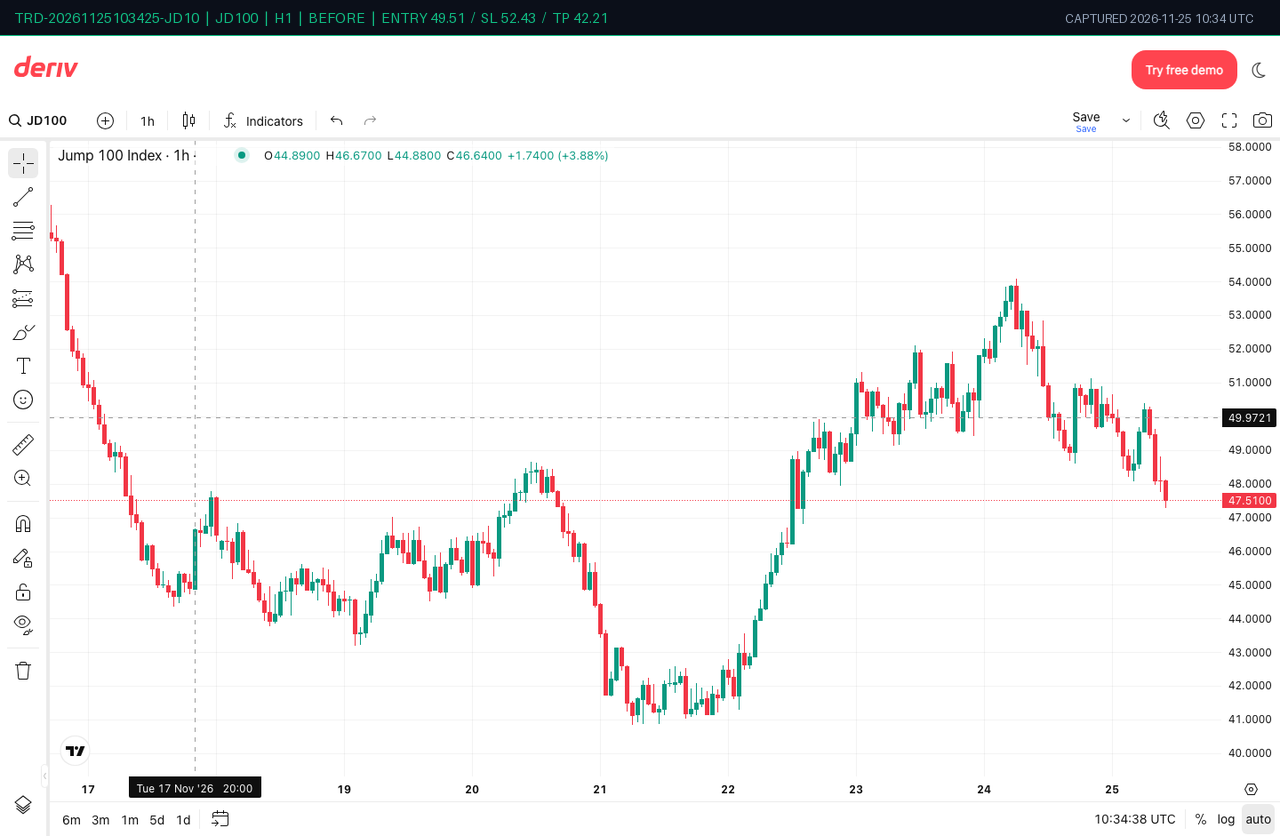 TRD-20261125103425-JD10 | JD100 | H1 | BEFORE | ENTRY 49.51 / SL 52.43 / TP 42.21
CAPTURED 2026-11-25 10:34 UTC
deriv
Try free demo
JD100
1h
Indicators
Save
Save
Jump 100 Index · 1h ·
O44.8900 H46.6700 L44.8800 C46.6400 +1.7400 (+3.88%)
58.0000
57.0000
56.0000
55.0000
54.0000
53.0000
52.0000
51.0000
49.9721
49.0000
48.0000
47.5100
47.0000
46.0000
45.0000
44.0000
43.0000
42.0000
41.0000
40.0000
17
Tue 17 Nov '26 20:00
19
20
21
22
23
24
25
6m 3m 1m 5d 1d
10:34:38 UTC
% log auto